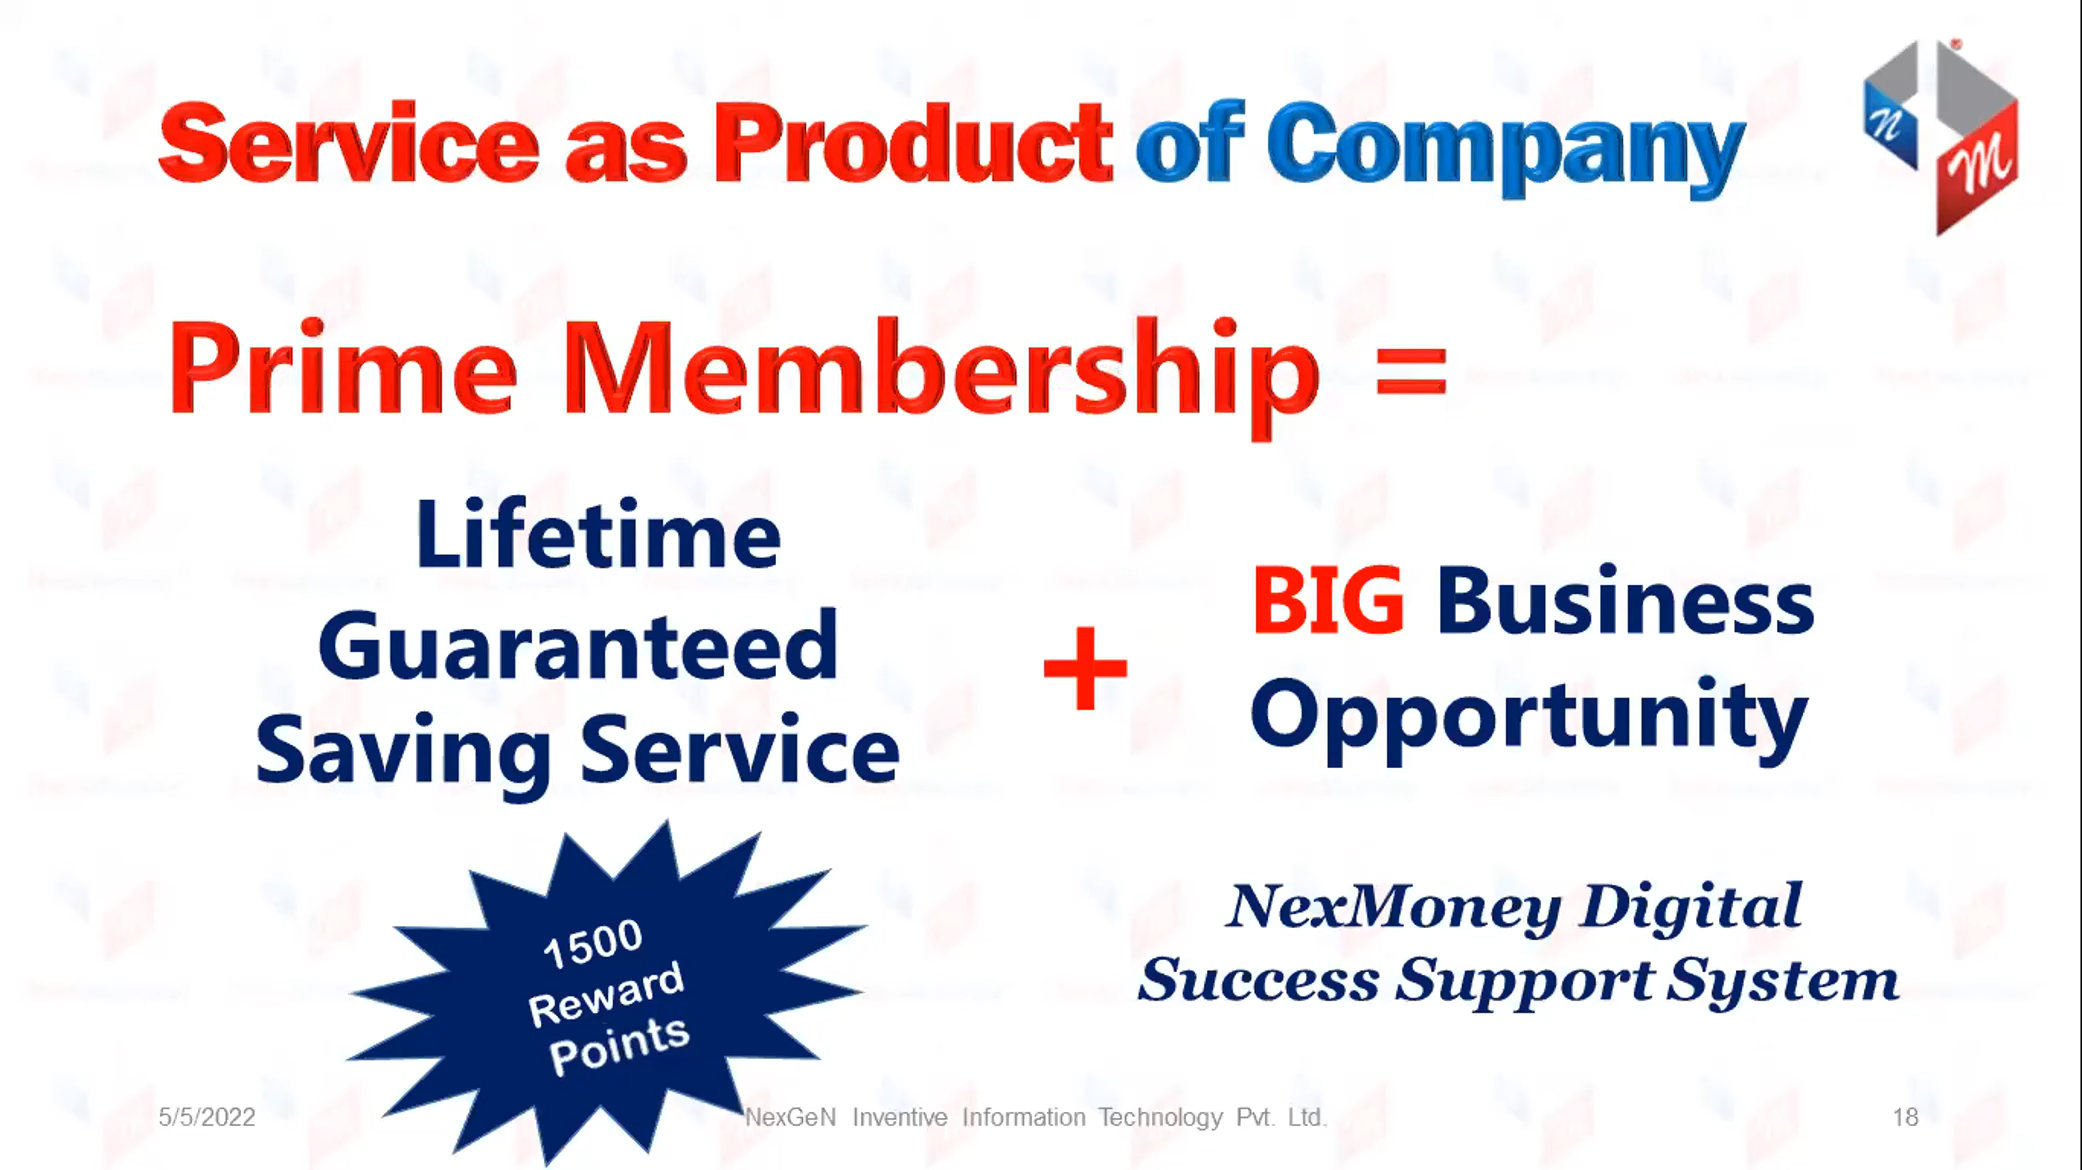 Service as Product of Company
n
M
Prime Membership =
Lifetime
Guaranteed
Saving Service
+
BIG Business
Opportunity
1500
Reward
Points
NexMoney Digital
Success Support System
5/5/2022
NexGeN Inventive Information Technology Pvt. Ltd.
18